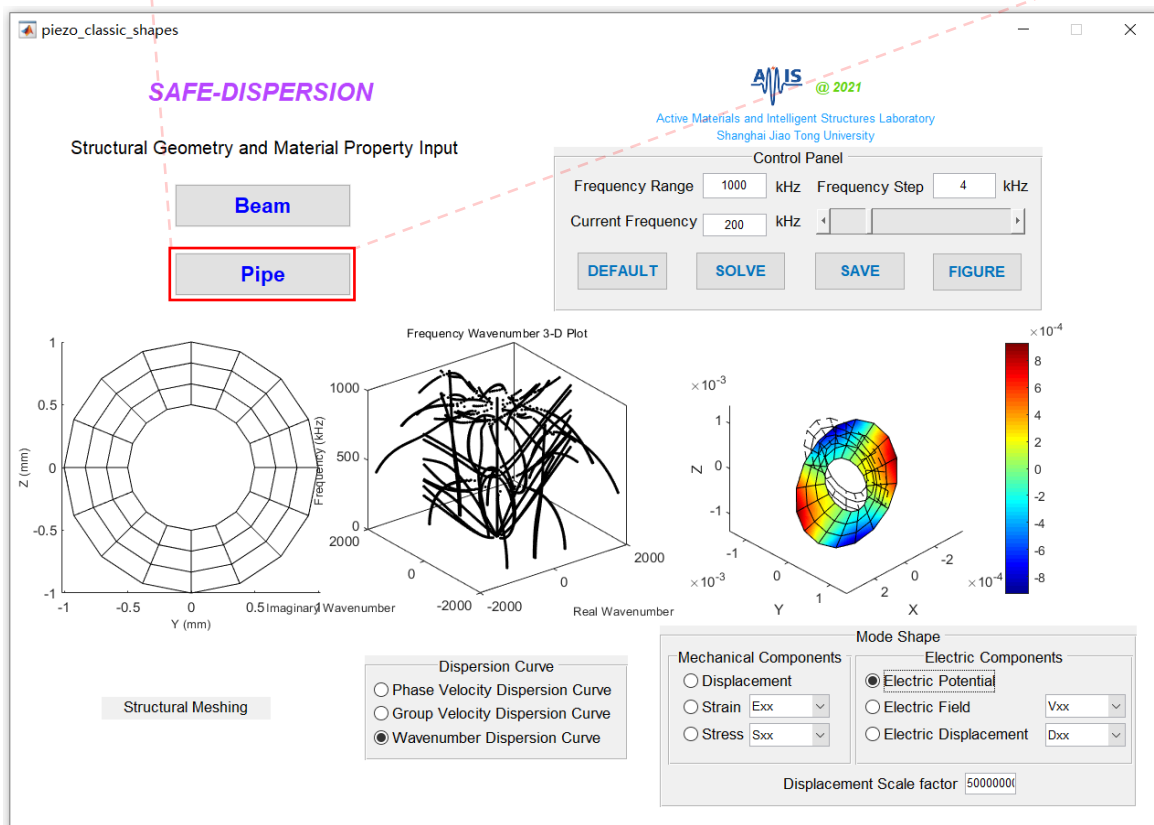 piezo_classic_shapes
SAFE-DISPERSION
AMIS
@ 2021
Active Materials and Intelligent Structures Laboratory
Shanghai Jiao Tong University
Structural Geometry and Material Property Input
Beam
Pipe
Control Panel
Frequency Range 1000 kHz Frequency Step 4 kHz
Current Frequency 200 kHz
DEFAULT SOLVE SAVE FIGURE
1
0.5
0
-0.5
-1
Z (mm)
-1 -0.5 0 0.5 1
Y (mm)
Frequency Wavenumber 3-D Plot
1000
500
0
Frequency (kHz)
2000 0 -2000
Imaginary Wavenumber
-2000 0 2000
Real Wavenumber
×10⁻³
1
0
-1
Z
-1 0 1
×10⁻³
Y
2 0 -2
×10⁻⁴
X
×10⁻⁴
8
6
4
2
0
-2
-4
-6
-8
Structural Meshing
Dispersion Curve
Phase Velocity Dispersion Curve
Group Velocity Dispersion Curve
Wavenumber Dispersion Curve
Mode Shape
Mechanical Components
Displacement
Strain Exx
Stress Sxx
Electric Components
Electric Potential
Electric Field Vxx
Electric Displacement Dxx
Displacement Scale factor